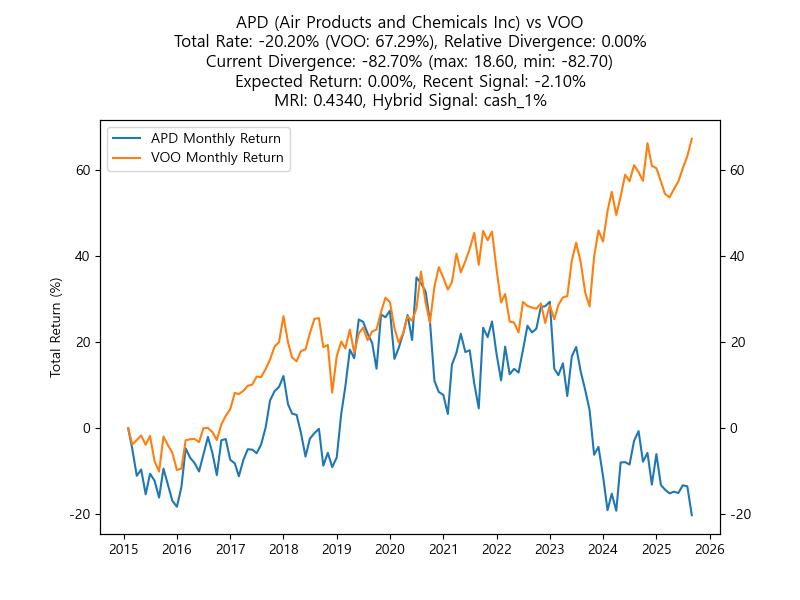 APD (Air Products and Chemicals Inc) vs VOO
Total Rate: -20.20% (VOO: 67.29%), Relative Divergence: 0.00%
Current Divergence: -82.70% (max: 18.60, min: -82.70)
Expected Return: 0.00%, Recent Signal: -2.10%
MRI: 0.4340, Hybrid Signal: cash_1%
APD Monthly Return
VOO Monthly Return
Total Return (%)
60
40
20
0
-20
60
40
20
0
-20
2015 2016 2017 2018 2019 2020 2021 2022 2023 2024 2025 2026